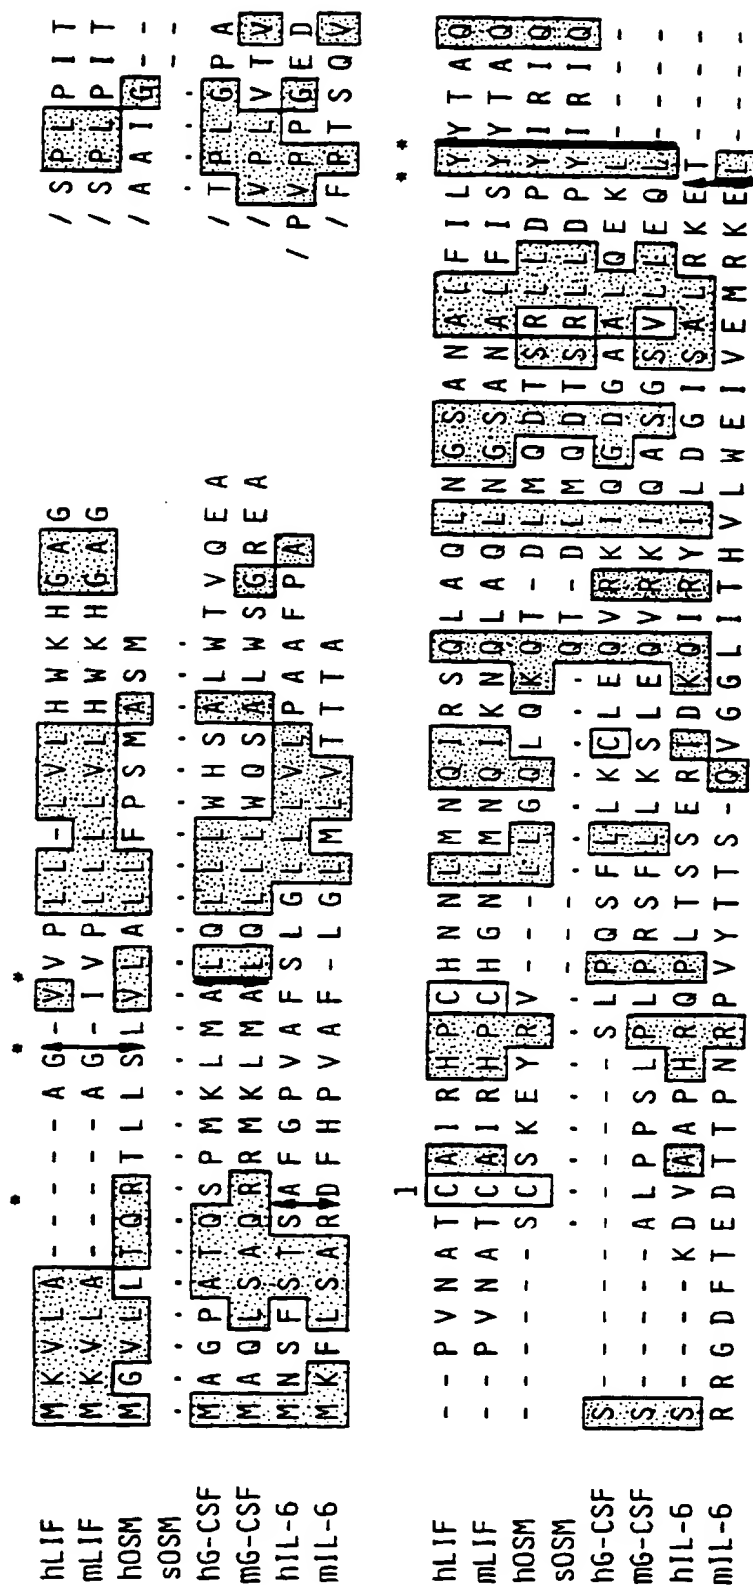 * * *
hLIF M K V L A - - - - - A G - V V P L L - L V L H W K H G A G / S P L P I T
mLIF M K V L A - - - - - A G - I V P L L L L V L H W K H G A G / S P L P I T
hOSM M G V L L T Q R T L L S L V L A L L F P S M A S M / A A I G - -
sOSM . . . . . . . . . . . . . . . . - -
hG-CSF M A G P A T Q S P M K L M A L Q L L L W H S A L W T V Q E A / T P L G P A
mG-CSF M A Q L S A Q R R M K L M A L Q L L L W Q S A L W S G R E A / V P L V T V
hIL-6 M N S F S T S A F G P V A F S L G L L L V L P A A F P A / P V P P G E D
mIL-6 M K F L S A R D F H P V A F - L G L M L V T T T A / F P T S Q V
1 * *
hLIF - - P V N A T C A I R H P C H N N L M N Q I R S Q L A Q L N G S A N A L F I L Y Y T A Q
mLIF - - P V N A T C A I R H P C H G N L M N Q I K N Q L A Q L N G S A N A L F I S Y Y T A Q
hOSM - - - - - - S C S K E Y R V - - - - L L G Q L Q K Q T - D L M Q D T S R L L D P Y I R I Q
sOSM . . . . . . - - - . . . . Q T - D L M Q D T S R L L D P Y I R I Q
hG-CSF S - - - - - - - - - - S L P Q S F L L K C L E Q V R K I Q G D G A A L Q E K L - - - - -
mG-CSF S - - - - A L P P S L P L P R S F L L K S L E Q V R K I Q A S G S V L L E Q L - - - - -
hIL-6 S - - - - K D V A A P H R Q P L T S S E R I D K Q I R Y I L D G I S A L R K E T - - - -
mIL-6 R R G D F T E D T T P N R P V Y T T S - Q V G G L I T H V L W E I V E M R K E L - - - -